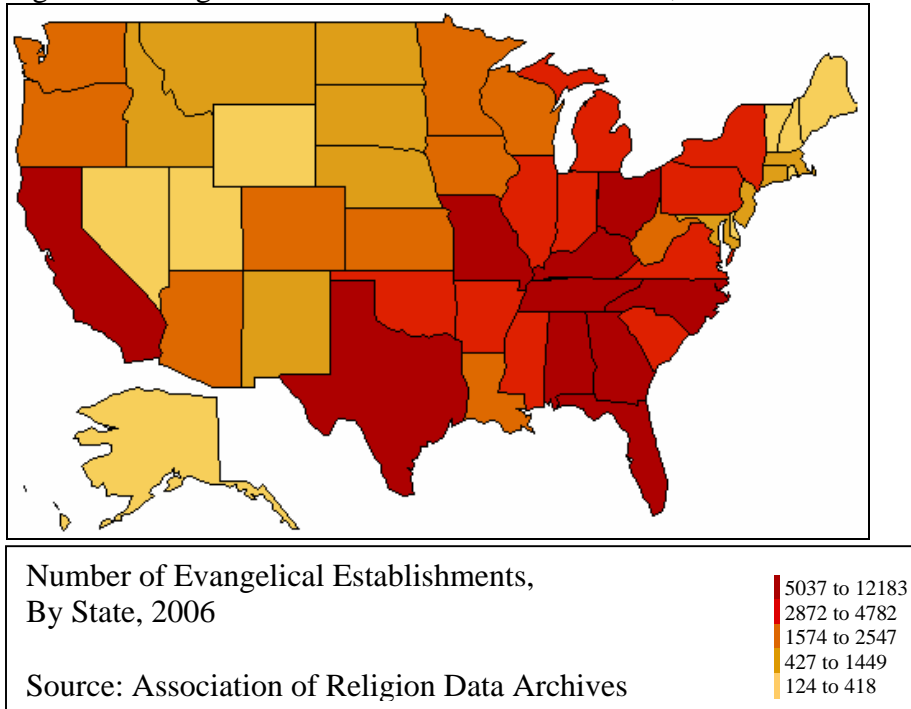 Number of Evangelical Establishments,
By State, 2006
Source: Association of Religion Data Archives
5037 to 12183
2872 to 4782
1574 to 2547
427 to 1449
124 to 418